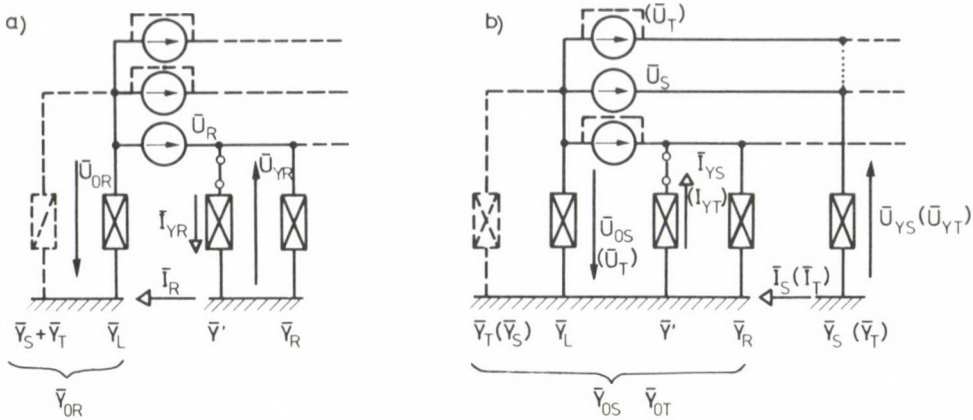 a)
Ū_R
Ū_0R
Ū_YR
Ī_YR
Ī_R
Ȳ_S + Ȳ_T Ȳ_L Ȳ' Ȳ_R
Ȳ_0R
b)
(Ū_T)
Ū_S
Ī_YS
(I_YT)
Ū_0S
(Ū_T)
Ū_YS (Ū_YT)
Ī_S (Ī_T)
Ȳ_T (Ȳ_S) Ȳ_L Ȳ' Ȳ_R Ȳ_S (Ȳ_T)
Ȳ_0S Ȳ_0T